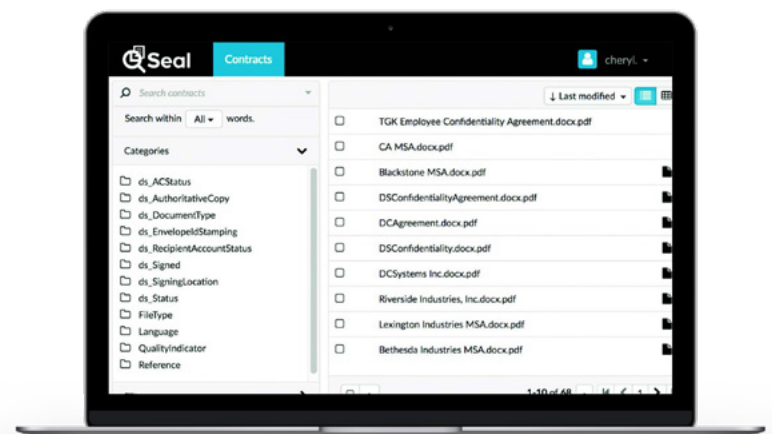 Seal
Contracts
cheryl.
Search contracts
Last modified
Search within All words.
Categories
ds_ACStatus
ds_AuthoritativeCopy
ds_DocumentType
ds_EnvelopeIdStamping
ds_RecipientAccountStatus
ds_Signed
ds_SigningLocation
ds_Status
FileType
Language
QualityIndicator
Reference
TGK Employee Confidentiality Agreement.docx.pdf
CA MSA.docx.pdf
Blackstone MSA.docx.pdf
DSConfidentialityAgreement.docx.pdf
DCAgreement.docx.pdf
DSConfidentiality.docx.pdf
DCSystems Inc.docx.pdf
Riverside Industries, Inc.docx.pdf
Lexington Industries MSA.docx.pdf
Bethesda Industries MSA.docx.pdf
1-10 of 68
1